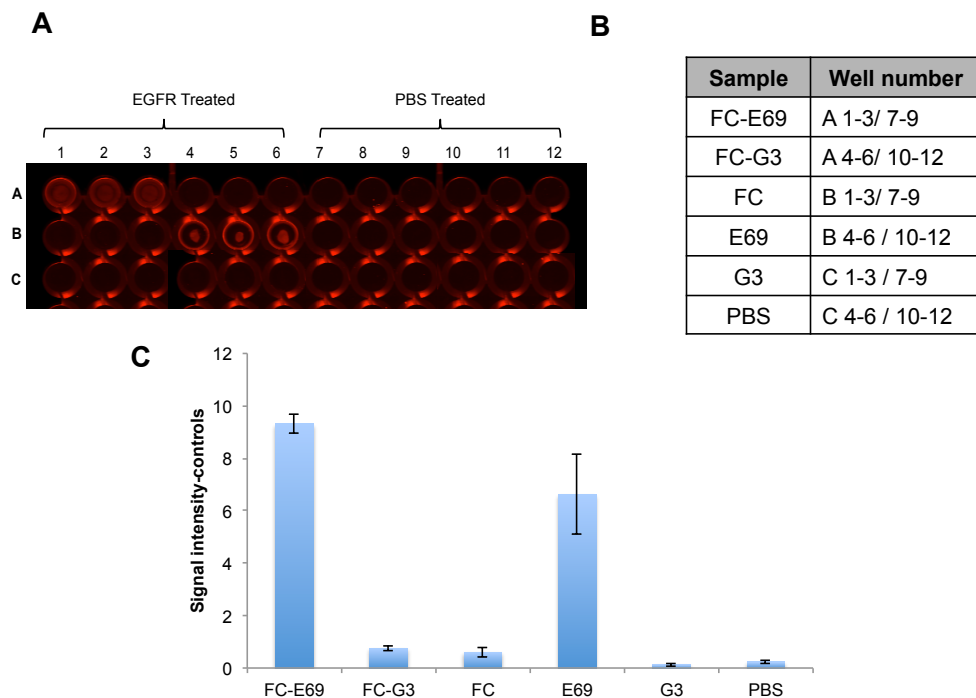 A
EGFR Treated PBS Treated
1 2 3 4 5 6 7 8 9 10 11 12
A
B
C
B
Sample Well number
FC-E69 A 1-3/ 7-9
FC-G3 A 4-6/ 10-12
FC B 1-3/ 7-9
E69 B 4-6 / 10-12
G3 C 1-3 / 7-9
PBS C 4-6 / 10-12
C
Signal intensity-controls
12
10
8
6
4
2
0
FC-E69 FC-G3 FC E69 G3 PBS